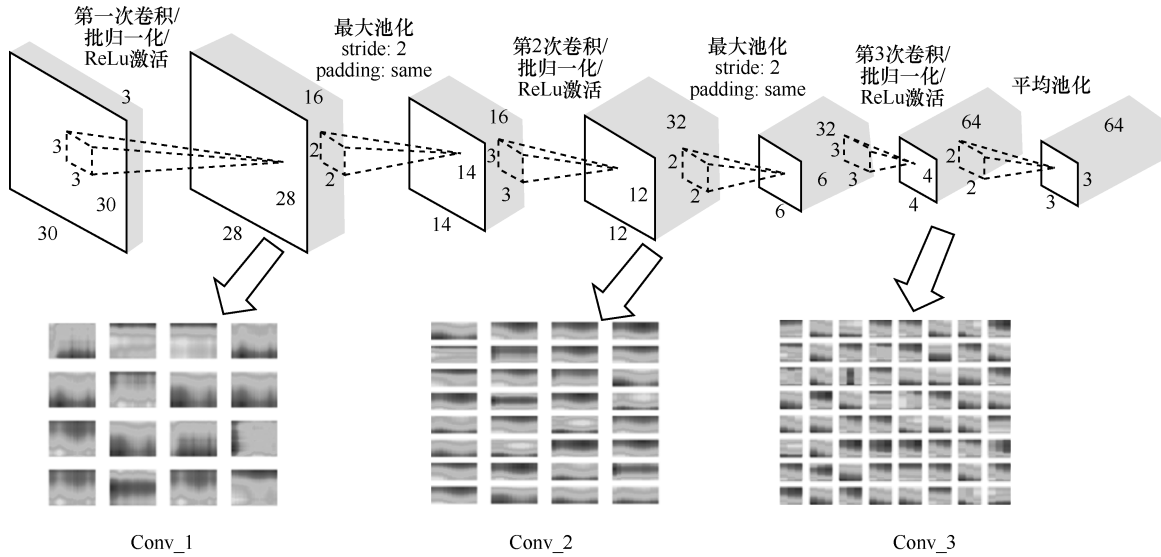 第一次卷积/
批归一化/
ReLu激活
最大池化
stride: 2
padding: same
第2次卷积/
批归一化/
ReLu激活
最大池化
stride: 2
padding: same
第3次卷积/
批归一化/
ReLu激活
平均池化
3
3
3
30
30
16
2
2
28
28
16
3
3
14
14
32
2
2
12
12
32
3
3
6
6
64
2
2
4
4
64
3
3
Conv_1
Conv_2
Conv_3